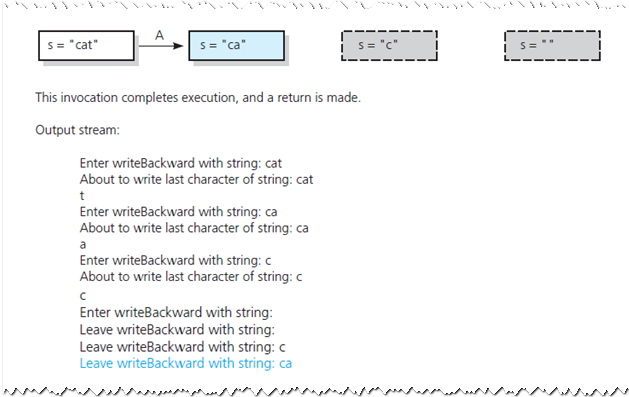 A
s = "cat" s = "ca" s = "c" s = ""
This invocation completes execution, and a return is made.
Output stream:
Enter writeBackward with string: cat
About to write last character of string: cat
t
Enter writeBackward with string: ca
About to write last character of string: ca
a
Enter writeBackward with string: c
About to write last character of string: c
c
Enter writeBackward with string:
Leave writeBackward with string:
Leave writeBackward with string: c
Leave writeBackward with string: ca